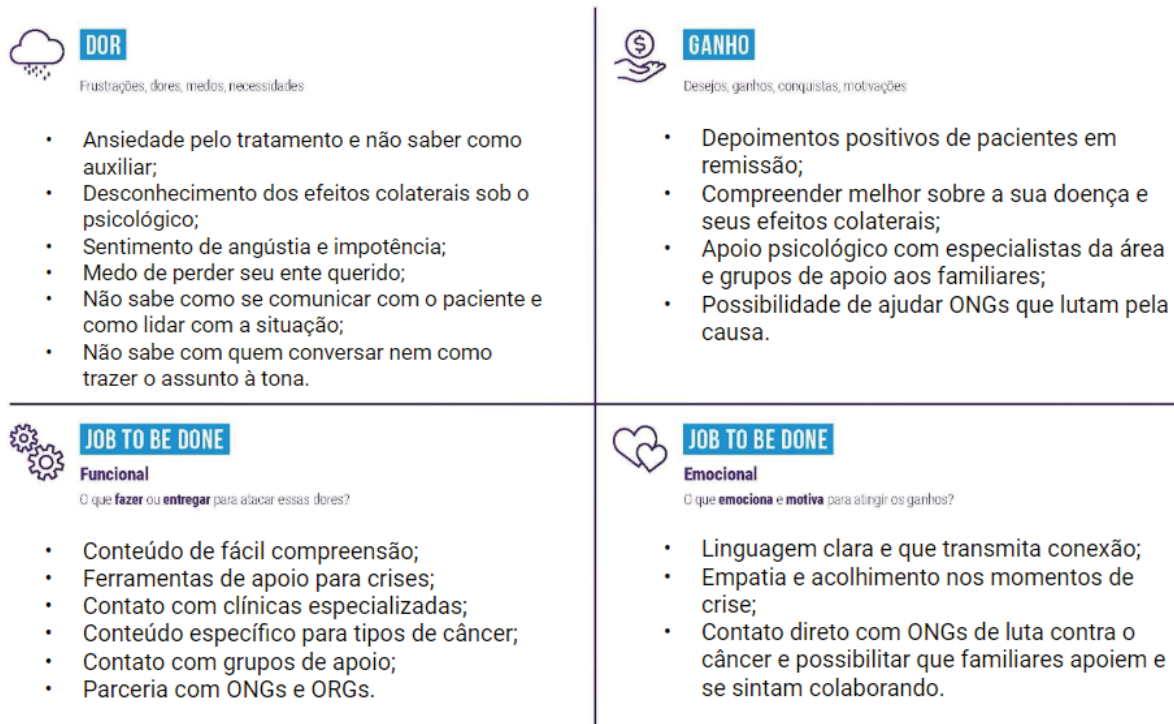 DOR
Frustrações, dores, medos, necessidades
• Ansiedade pelo tratamento e não saber como
auxiliar;
• Desconhecimento dos efeitos colaterais sob o
psicológico;
• Sentimento de angústia e impotência;
• Medo de perder seu ente querido;
• Não sabe como se comunicar com o paciente e
como lidar com a situação;
• Não sabe com quem conversar nem como
trazer o assunto à tona.
$
GANHO
Desejos, ganhos, conquistas, motivações
• Depoimentos positivos de pacientes em
remissão;
• Compreender melhor sobre a sua doença e
seus efeitos colaterais;
• Apoio psicológico com especialistas da área
e grupos de apoio aos familiares;
• Possibilidade de ajudar ONGs que lutam pela
causa.
JOB TO BE DONE
Funcional
O que fazer ou entregar para atacar essas dores?
• Conteúdo de fácil compreensão;
• Ferramentas de apoio para crises;
• Contato com clínicas especializadas;
• Conteúdo específico para tipos de câncer;
• Contato com grupos de apoio;
• Parceria com ONGs e ORGs.
JOB TO BE DONE
Emocional
O que emociona e motiva para atingir os ganhos?
• Linguagem clara e que transmita conexão;
• Empatia e acolhimento nos momentos de
crise;
• Contato direto com ONGs de luta contra o
câncer e possibilitar que familiares apoiem e
se sintam colaborando.